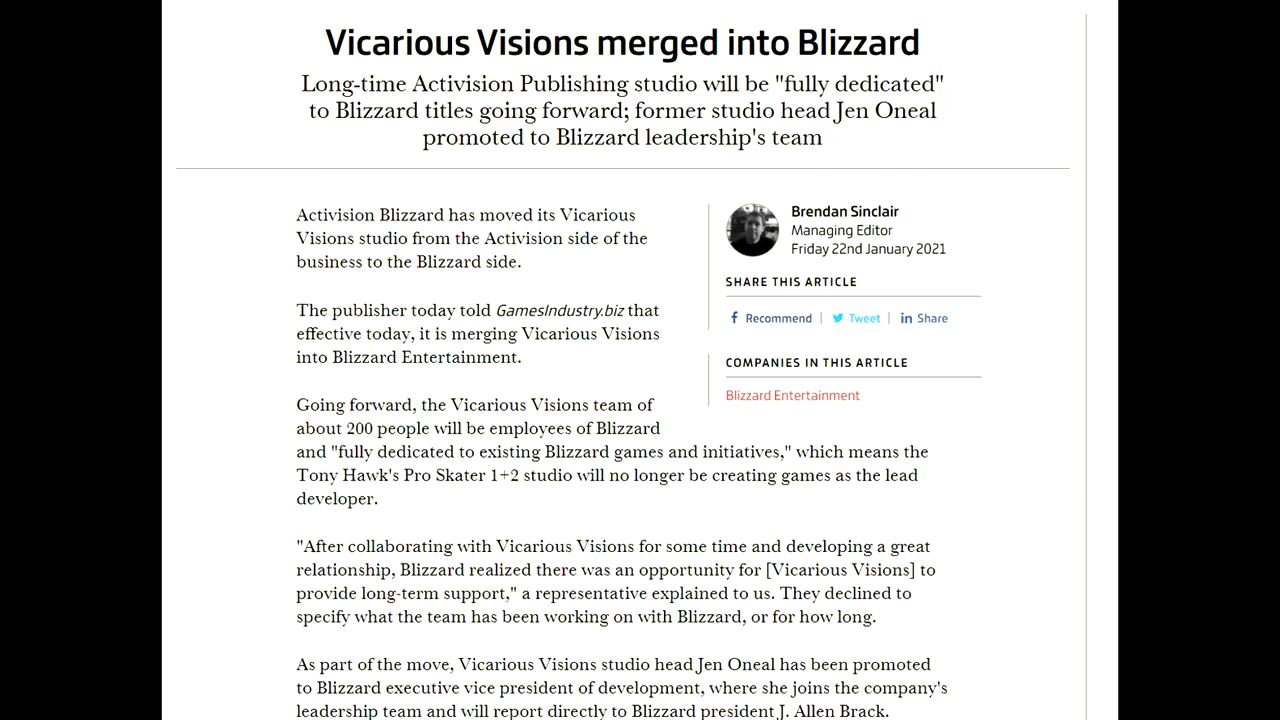 Vicarious Visions merged into Blizzard
Long-time Activision Publishing studio will be "fully dedicated"
to Blizzard titles going forward; former studio head Jen Oneal
promoted to Blizzard leadership's team
Activision Blizzard has moved its Vicarious
Visions studio from the Activision side of the
business to the Blizzard side.
The publisher today told GamesIndustry.biz that
effective today, it is merging Vicarious Visions
into Blizzard Entertainment.
Going forward, the Vicarious Visions team of
about 200 people will be employees of Blizzard
and "fully dedicated to existing Blizzard games and initiatives," which means the
Tony Hawk's Pro Skater 1+2 studio will no longer be creating games as the lead
developer.
"After collaborating with Vicarious Visions for some time and developing a great
relationship, Blizzard realized there was an opportunity for [Vicarious Visions] to
provide long-term support," a representative explained to us. They declined to
specify what the team has been working on with Blizzard, or for how long.
As part of the move, Vicarious Visions studio head Jen Oneal has been promoted
to Blizzard executive vice president of development, where she joins the company's
leadership team and will report directly to Blizzard president J. Allen Brack.
Brendan Sinclair
Managing Editor
Friday 22nd January 2021
SHARE THIS ARTICLE
Recommend | Tweet | in Share
COMPANIES IN THIS ARTICLE
Blizzard Entertainment